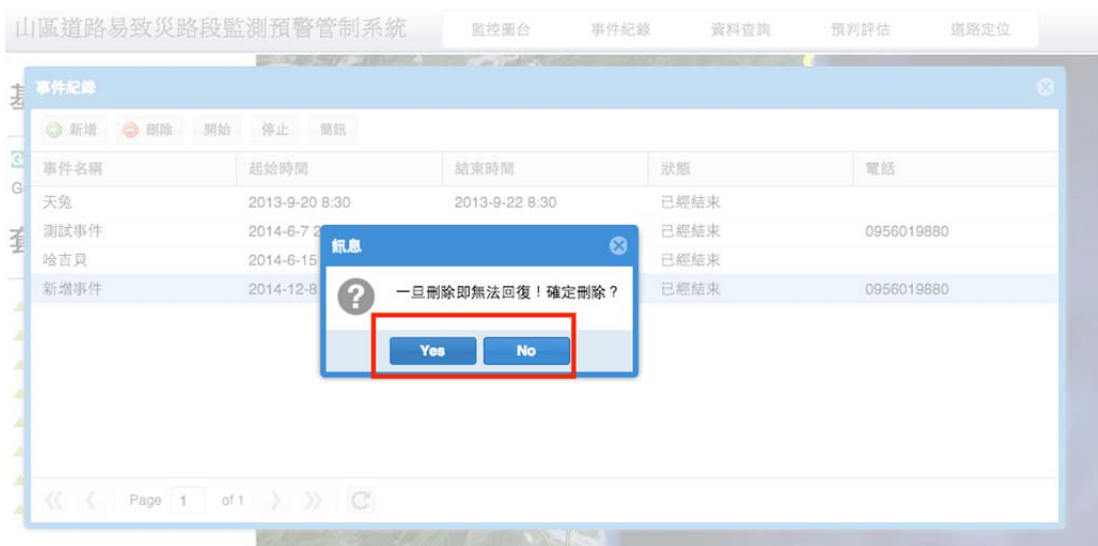 山區道路易致災路段監測預警管制系統 監控圖台 事件紀錄 資料查詢 預判評估 道路定位
事件紀錄
新增 刪除 開始 停止 簡訊
事件名稱 起始時間 結束時間 狀態 電話
天兔 2013-9-20 8:30 2013-9-22 8:30 已經結束
測試事件 2014-6-7 2 已經結束 0956019880
哈吉貝 2014-6-15 已經結束
新增事件 2014-12-8 已經結束 0956019880
訊息
一旦刪除即無法回復！確定刪除？
Yes No
Page 1 of 1